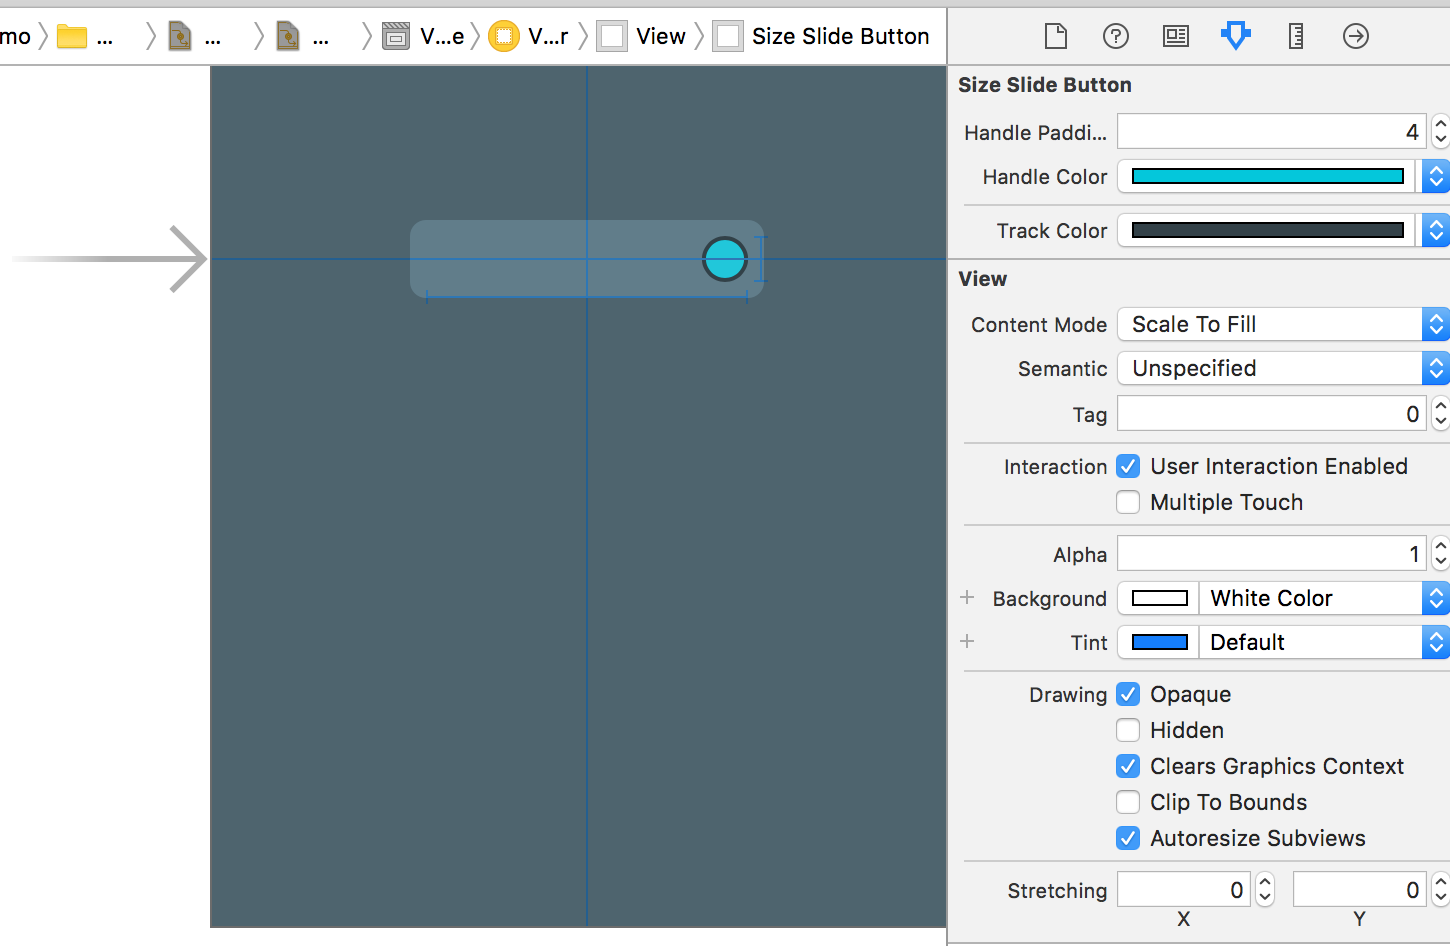 mo ... ... ... V...e V...r View Size Slide Button
Size Slide Button
Handle Paddi... 4
Handle Color
Track Color
View
Content Mode Scale To Fill
Semantic Unspecified
Tag 0
Interaction User Interaction Enabled
Multiple Touch
Alpha 1
+ Background White Color
+ Tint Default
Drawing Opaque
Hidden
Clears Graphics Context
Clip To Bounds
Autoresize Subviews
Stretching 0 0
X Y